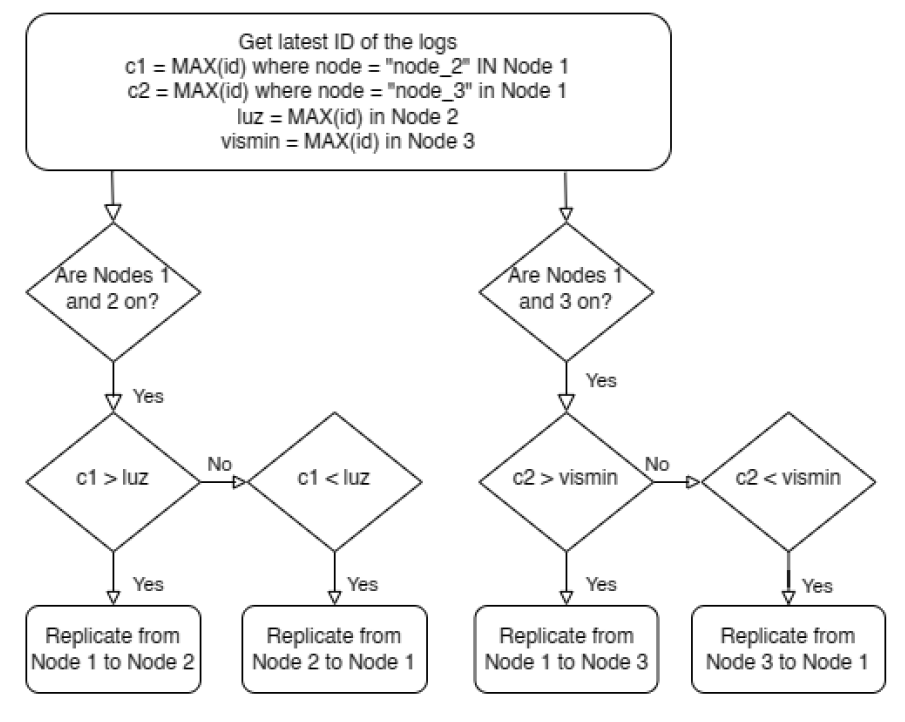 Get latest ID of the logs
c1 = MAX(id) where node = "node_2" IN Node 1
c2 = MAX(id) where node = "node_3" in Node 1
luz = MAX(id) in Node 2
vismin = MAX(id) in Node 3
Are Nodes 1
and 2 on?
Are Nodes 1
and 3 on?
Yes
Yes
c1 > luz
No
c1 < luz
c2 > vismin
No
c2 < vismin
Yes
Yes
Yes
Yes
Replicate from
Node 1 to Node 2
Replicate from
Node 2 to Node 1
Replicate from
Node 1 to Node 3
Replicate from
Node 3 to Node 1